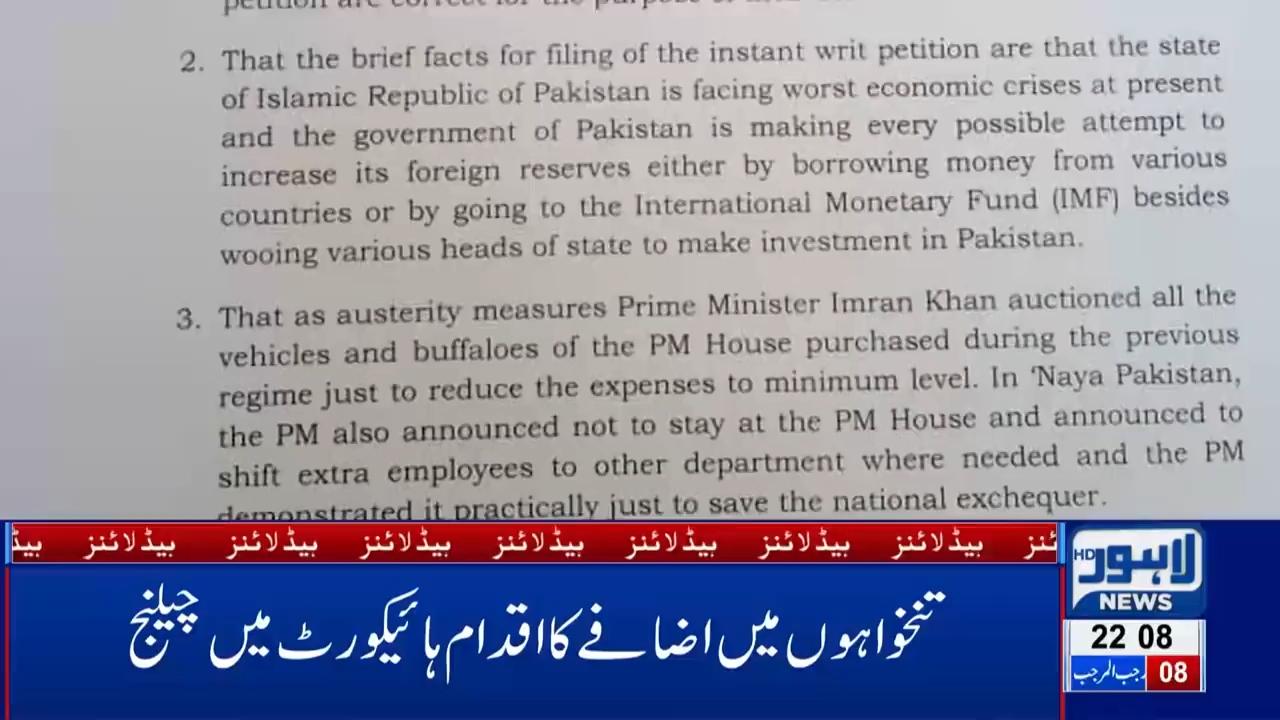 petition are correct for the purpose of
2. That the brief facts for filing of the instant writ petition are that the state
of Islamic Republic of Pakistan is facing worst economic crises at present
and the government of Pakistan is making every possible attempt to
increase its foreign reserves either by borrowing money from various
countries or by going to the International Monetary Fund (IMF) besides
wooing various heads of state to make investment in Pakistan.
3. That as austerity measures Prime Minister Imran Khan auctioned all the
vehicles and buffaloes of the PM House purchased during the previous
regime just to reduce the expenses to minimum level. In ‘Naya Pakistan,
the PM also announced not to stay at the PM House and announced to
shift extra employees to other department where needed and the PM
demonstrated it practically just to save the national exchequer.
ہیڈلائنز ہیڈلائنز ہیڈلائنز ہیڈلائنز ہیڈلائنز ہیڈلائنز ہیڈلائنز
تنخواہوں میں اضافے کا اقدام ہائیکورٹ میں چیلنج
HD لاہور
NEWS
22 08
رجب المرجب 08